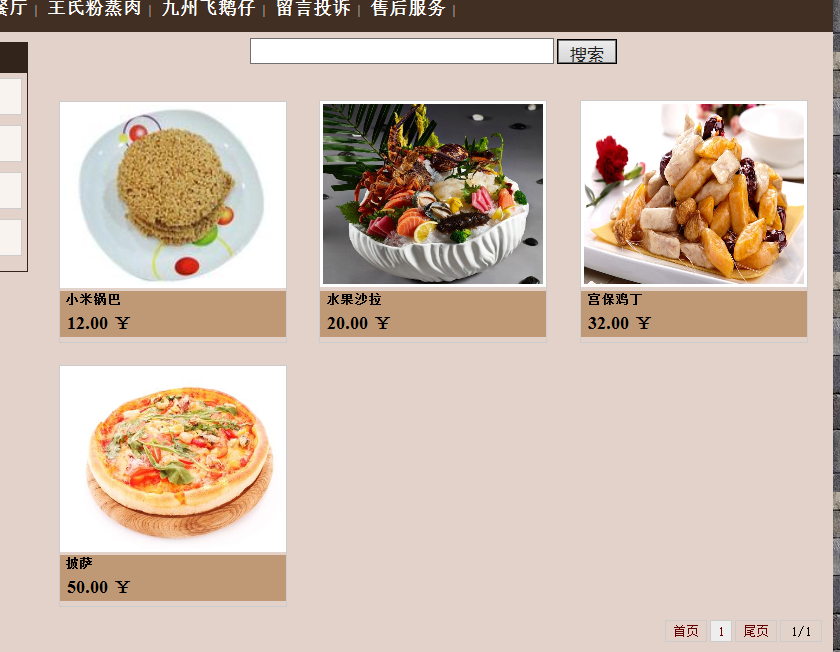 餐厅 | 王氏粉蒸肉 | 九州飞鹅仔 | 留言投诉 | 售后服务 |
搜索
小米锅巴
12.00 ¥
水果沙拉
20.00 ¥
宫保鸡丁
32.00 ¥
披萨
50.00 ¥
首页 1 尾页 1/1